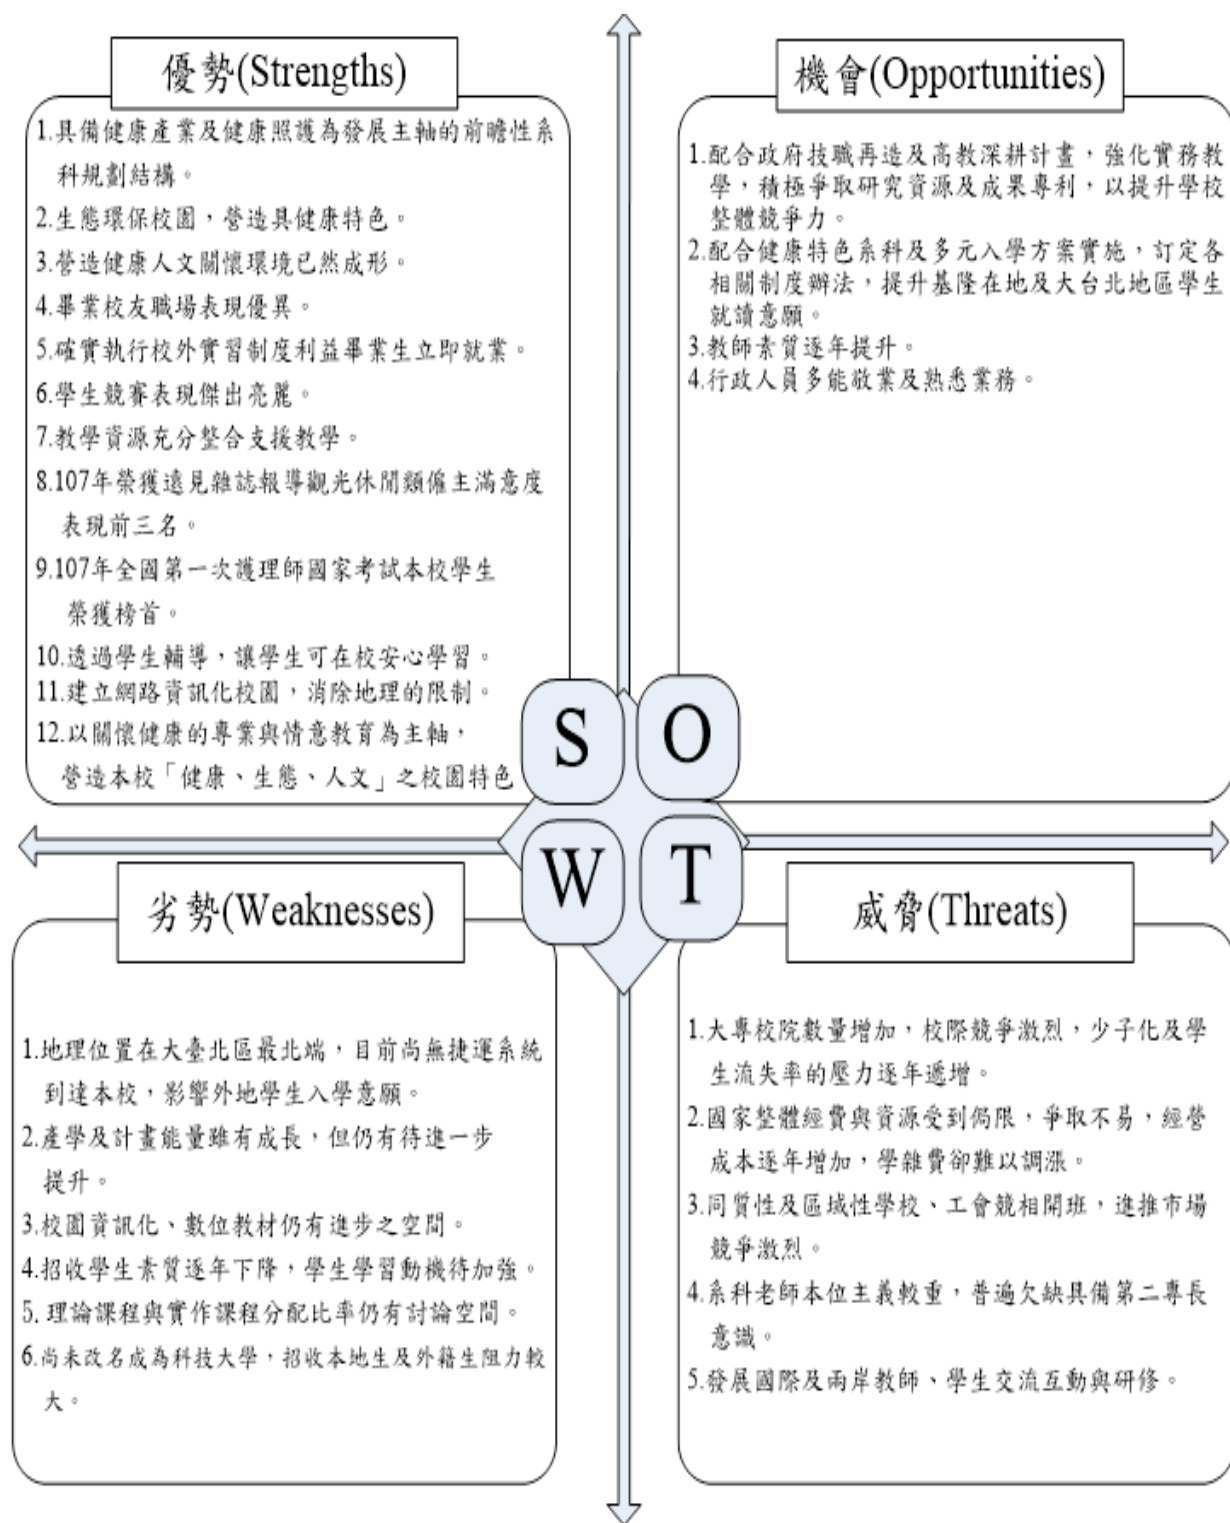 優勢(Strengths)
1.具備健康產業及健康照護為發展主軸的前瞻性系
科規劃結構。
2.生態環保校園，營造具健康特色。
3.營造健康人文關懷環境已然成形。
4.畢業校友職場表現優異。
5.確實執行校外實習制度利益畢業生立即就業。
6.學生競賽表現傑出亮麗。
7.教學資源充分整合支援教學。
8.107年榮獲遠見雜誌報導觀光休閒類僱主滿意度
表現前三名。
9.107年全國第一次護理師國家考試本校學生
榮獲榜首。
10.透過學生輔導，讓學生可在校安心學習。
11.建立網路資訊化校園，消除地理的限制。
12.以關懷健康的專業與情意教育為主軸，
營造本校「健康、生態、人文」之校園特色
機會(Opportunities)
1.配合政府技職再造及高教深耕計畫，強化實務教
學，積極爭取研究資源及成果專利，以提升學校
整體競爭力。
2.配合健康特色系科及多元入學方案實施，訂定各
相關制度辦法，提升基隆在地及大台北地區學生
就讀意願。
3.教師素質逐年提升。
4.行政人員多能敬業及熟悉業務。
S
O
W
T
劣勢(Weaknesses)
1.地理位置在大臺北區最北端，目前尚無捷運系統
到達本校，影響外地學生入學意願。
2.產學及計畫能量雖有成長，但仍有待進一步
提升。
3.校園資訊化、數位教材仍有進步之空間。
4.招收學生素質逐年下降，學生學習動機待加強。
5.理論課程與實作課程分配比率仍有討論空間。
6.尚未改名成為科技大學，招收本地生及外籍生阻力較
大。
威脅(Threats)
1.大專校院數量增加，校際競爭激烈，少子化及學
生流失率的壓力逐年遞增。
2.國家整體經費與資源受到侷限，爭取不易，經營
成本逐年增加，學雜費卻難以調漲。
3.同質性及區域性學校、工會競相開班，進推市場
競爭激烈。
4.系科老師本位主義較重，普遍欠缺具備第二專長
意識。
5.發展國際及兩岸教師、學生交流互動與研修。